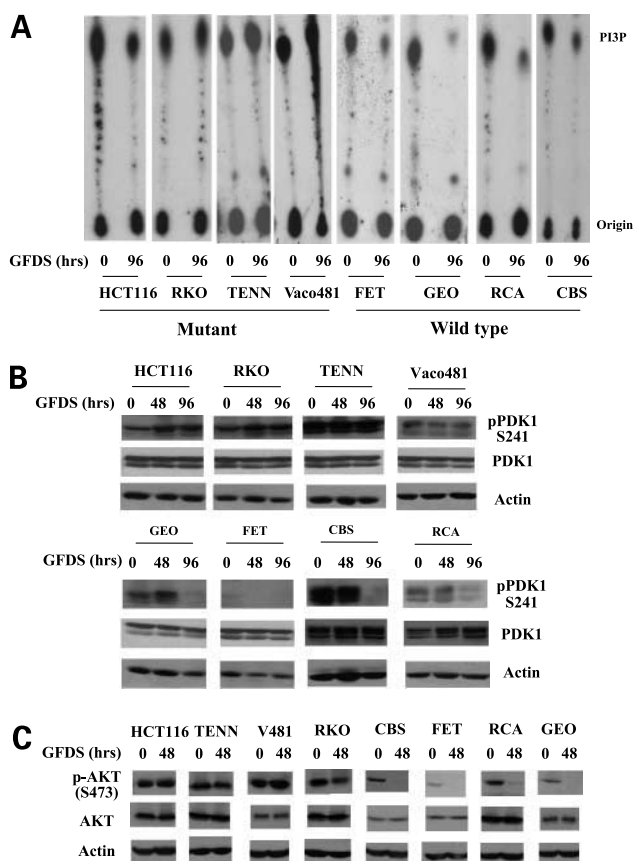 A
PI3P
Origin
GFDS (hrs) 0 96 0 96 0 96 0 96 0 96 0 96 0 96 0 96
HCT116 RKO TENN Vaco481 FET GEO RCA CBS
Mutant Wild type
B
HCT116 RKO TENN Vaco481
GFDS (hrs) 0 48 96 0 48 96 0 48 96 0 48 96
pPDK1
S241
PDK1
Actin
GEO FET CBS RCA
GFDS (hrs) 0 48 96 0 48 96 0 48 96 0 48 96
pPDK1
S241
PDK1
Actin
C
HCT116 TENN V481 RKO CBS FET RCA GEO
GFDS (hrs) 0 48 0 48 0 48 0 48 0 48 0 48 0 48 0 48
p-AKT
(S473)
AKT
Actin